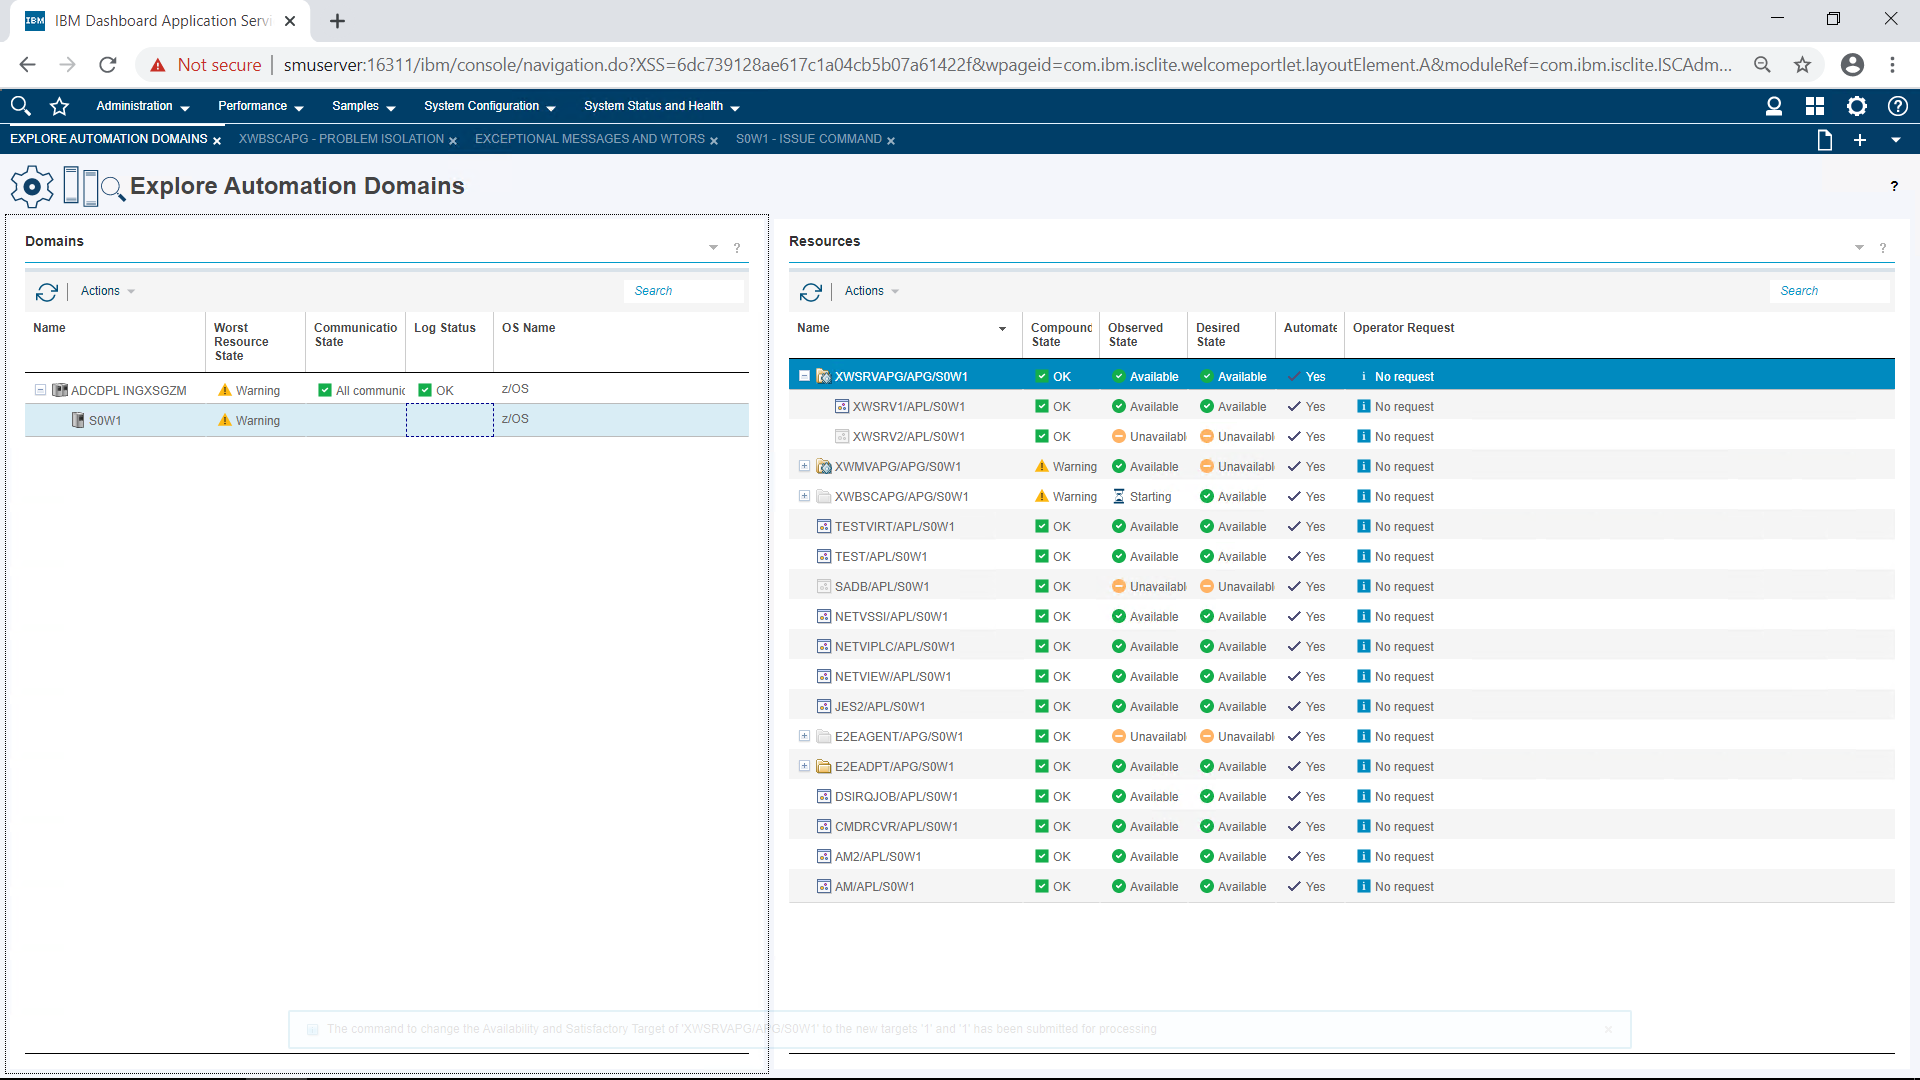 IBM Dashboard Application Servi
Not secure
smuserver:16311/ibm/console/navigation.do?XSS=6dc739128ae617c1a04cb5b07a61422f&wpageid=com.ibm.isclite.welcomeportlet.layoutElement.A&moduleRef=com.ibm.isclite.ISCAdm...
Administration Performance Samples System Configuration System Status and Health
EXPLORE AUTOMATION DOMAINS XWBSCAPG - PROBLEM ISOLATION EXCEPTIONAL MESSAGES AND WTORS S0W1 - ISSUE COMMAND
Explore Automation Domains
?
Domains
?
Actions
Search
Name
Worst Resource State
Communicatio State
Log Status
OS Name
ADCDPL INGXSGZM Warning All communic OK z/OS
S0W1 Warning z/OS
Resources
?
Actions
Search
Name
Compound State
Observed State
Desired State
Automate
Operator Request
XWSRVAPG/APG/S0W1 OK Available Available Yes No request
XWSRV1/APL/S0W1 OK Available Available Yes No request
XWSRV2/APL/S0W1 OK Unavailabl Unavailabl Yes No request
XWMVAPG/APG/S0W1 Warning Available Unavailabl Yes No request
XWBSCAPG/APG/S0W1 Warning Starting Available Yes No request
TESTVIRT/APL/S0W1 OK Available Available Yes No request
TEST/APL/S0W1 OK Available Available Yes No request
SADB/APL/S0W1 OK Unavailabl Unavailabl Yes No request
NETVSSI/APL/S0W1 OK Available Available Yes No request
NETVIPLC/APL/S0W1 OK Available Available Yes No request
NETVIEW/APL/S0W1 OK Available Available Yes No request
JES2/APL/S0W1 OK Available Available Yes No request
E2EAGENT/APG/S0W1 OK Unavailabl Unavailabl Yes No request
E2EADPT/APG/S0W1 OK Available Available Yes No request
DSIRQJOB/APL/S0W1 OK Available Available Yes No request
CMDRCVR/APL/S0W1 OK Available Available Yes No request
AM2/APL/S0W1 OK Available Available Yes No request
AM/APL/S0W1 OK Available Available Yes No request
The command to change the Availability and Satisfactory Target of 'XWSRVAPG/APG/S0W1' to the new targets '1' and '1' has been submitted for processing